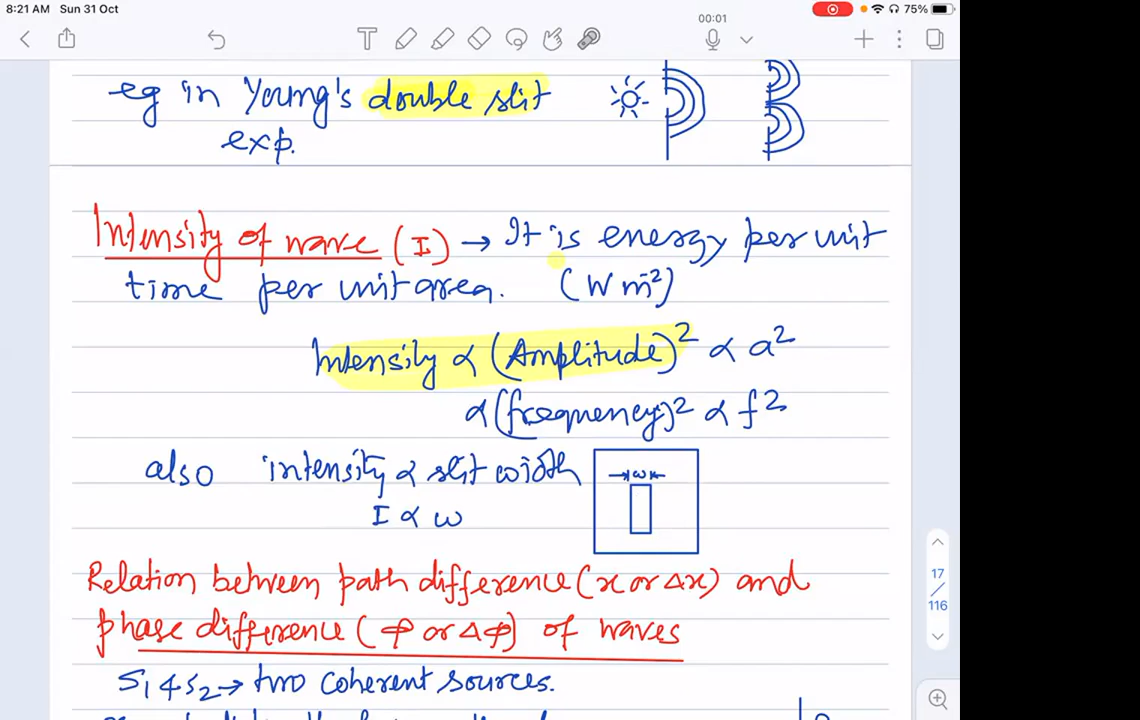 8:21 AM Sun 31 Oct
75%
00:01
T
eg in Young's double slit
exp.
Intensity of wave (I) → It is energy per unit
time per unit area. (W m⁻²)
Intensity ∝ (Amplitude)² ∝ a²
∝ (frequency)² ∝ f²
also intensity ∝ slit width
w
I ∝ w
Relation between path difference (x or Δx) and
phase difference (φ or Δφ) of waves
S₁ & S₂ → two coherent sources.
17
/
116